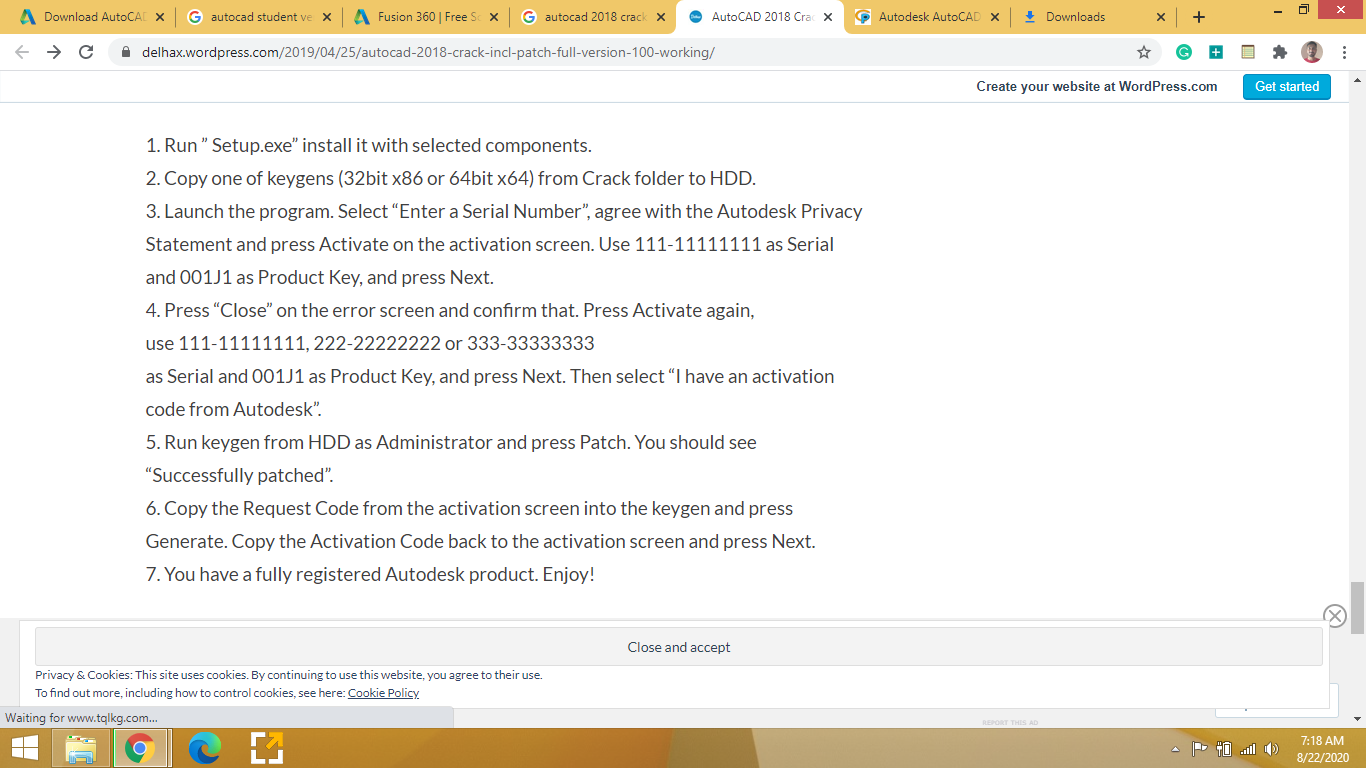 Download AutoCAD
autocad student ve
Fusion 360 | Free So
autocad 2018 crack
AutoCAD 2018 Crac
Autodesk AutoCAD
Downloads
delhax.wordpress.com/2019/04/25/autocad-2018-crack-incl-patch-full-version-100-working/
Create your website at WordPress.com
Get started
1. Run ” Setup.exe” install it with selected components.
2. Copy one of keygens (32bit x86 or 64bit x64) from Crack folder to HDD.
3. Launch the program. Select “Enter a Serial Number”, agree with the Autodesk Privacy
Statement and press Activate on the activation screen. Use 111-11111111 as Serial
and 001J1 as Product Key, and press Next.
4. Press “Close” on the error screen and confirm that. Press Activate again,
use 111-11111111, 222-22222222 or 333-33333333
as Serial and 001J1 as Product Key, and press Next. Then select “I have an activation
code from Autodesk”.
5. Run keygen from HDD as Administrator and press Patch. You should see
“Successfully patched”.
6. Copy the Request Code from the activation screen into the keygen and press
Generate. Copy the Activation Code back to the activation screen and press Next.
7. You have a fully registered Autodesk product. Enjoy!
Close and accept
Privacy & Cookies: This site uses cookies. By continuing to use this website, you agree to their use.
To find out more, including how to control cookies, see here: Cookie Policy
Waiting for www.tqlkg.com...
REPORT THIS AD
7:18 AM
8/22/2020